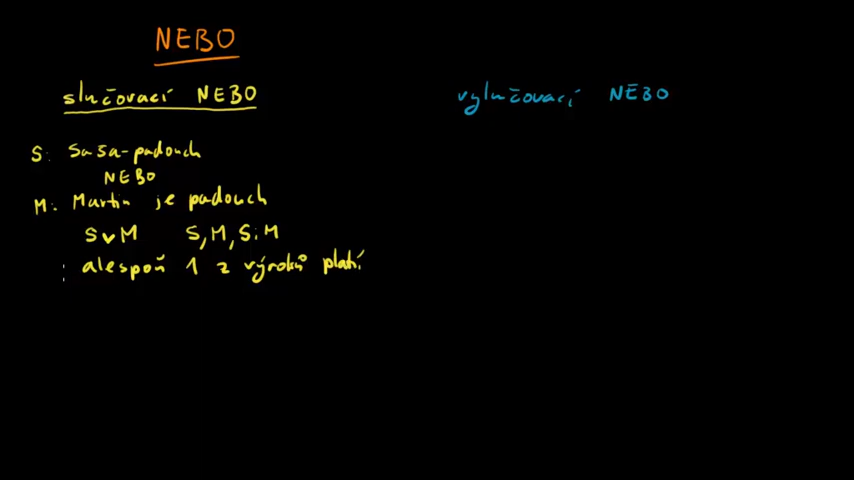 NEBO
slučovací NEBO
vylučovací NEBO
S: Saša-padouch
NEBO
M: Martin je padouch
S v M S, M, S i M
: alespoň 1 z výroků platí